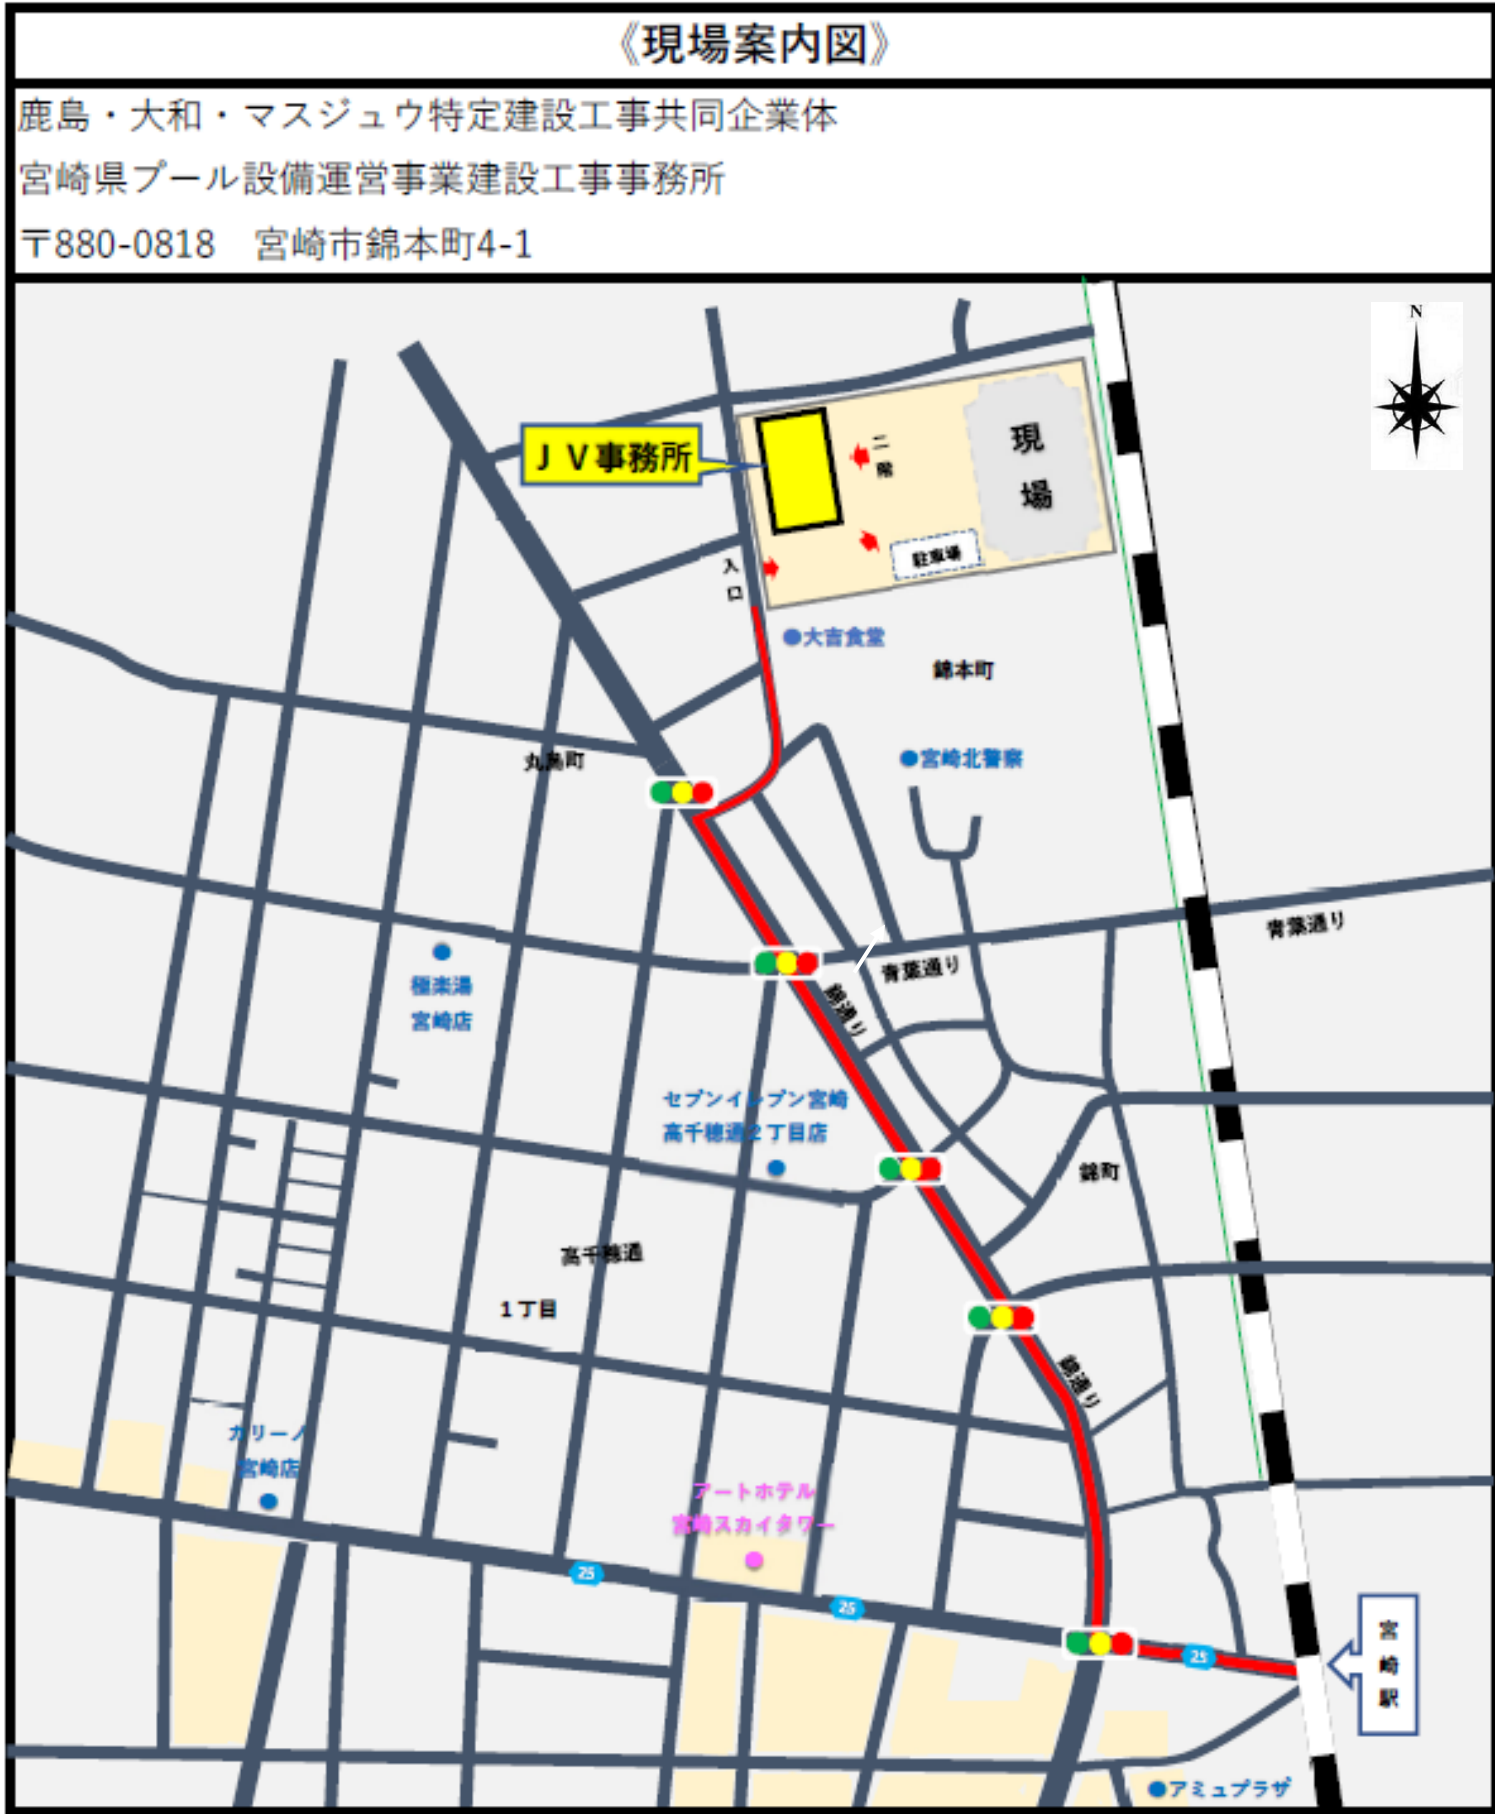 《現場案内図》
鹿島・大和・マスジュウ特定建設工事共同企業体
宮崎県プール設備運営事業建設工事事務所
〒880-0818　宮崎市錦本町4-1
N
ＪＶ事務所
二階
現場
駐車場
入口
●大吉食堂
錦本町
丸島町
●宮崎北警察
青葉通り
青葉通り
錦通り
極楽湯
宮崎店
セブンイレブン宮崎
高千穂通２丁目店
錦町
高千穂通
１丁目
錦通り
カリーノ
宮崎店
アートホテル
宮崎スカイタワー
25
25
25
宮崎駅
●アミュプラザ